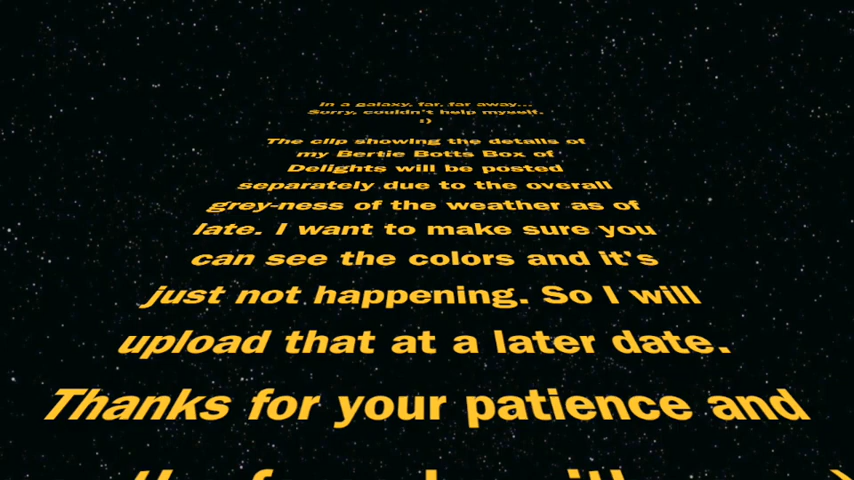 In a galaxy, far, far away...
Sorry, couldn't help myself.
:)
The clip showing the details of
my Bertie Botts Box of
Delights will be posted
separately due to the overall
grey-ness of the weather as of
late. I want to make sure you
can see the colors and it's
just not happening. So I will
upload that at a later date.
Thanks for your patience and